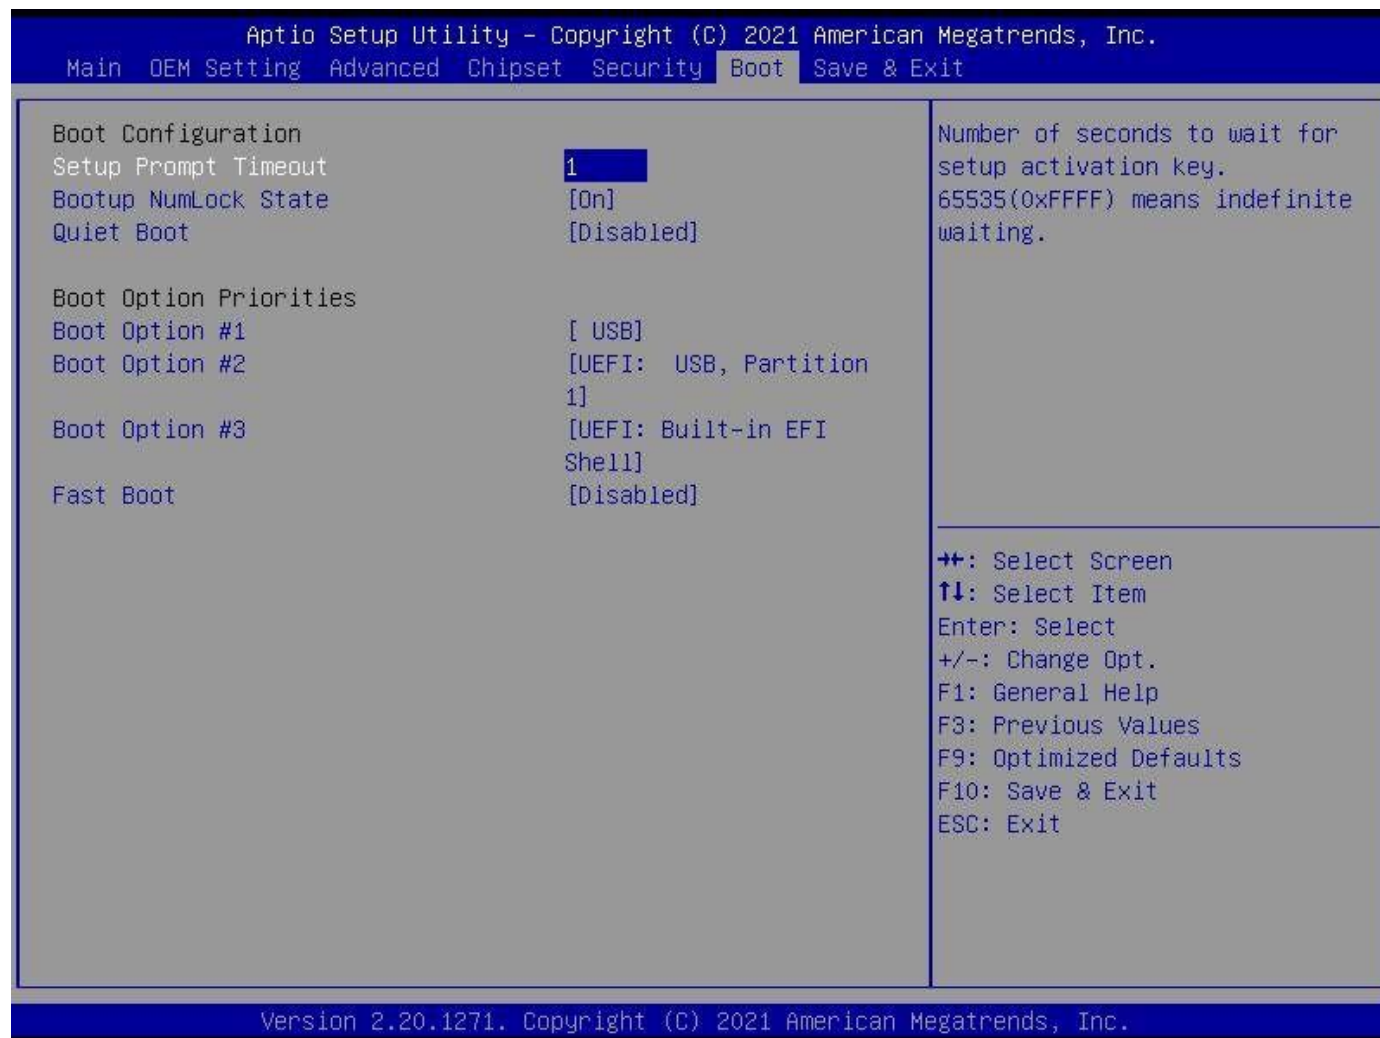 Aptio Setup Utility – Copyright (C) 2021 American Megatrends, Inc.
Main OEM Setting Advanced Chipset Security Boot Save & Exit
Boot Configuration
Setup Prompt Timeout 1
Bootup NumLock State [On]
Quiet Boot [Disabled]
Boot Option Priorities
Boot Option #1 [ USB]
Boot Option #2 [UEFI: USB, Partition
1]
Boot Option #3 [UEFI: Built-in EFI
Shell]
Fast Boot [Disabled]
Number of seconds to wait for
setup activation key.
65535(0xFFFF) means indefinite
waiting.
→←: Select Screen
↑↓: Select Item
Enter: Select
+/-: Change Opt.
F1: General Help
F3: Previous Values
F9: Optimized Defaults
F10: Save & Exit
ESC: Exit
Version 2.20.1271. Copyright (C) 2021 American Megatrends, Inc.